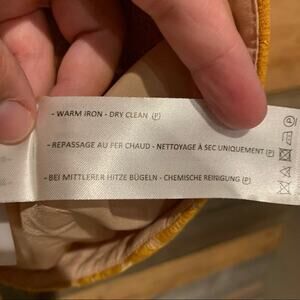 - WARM IRON - DRY CLEAN Ⓟ
- REPASSAGE AU FER CHAUD - NETTOYAGE À SEC UNIQUEMENT Ⓟ
- BEI MITTLERER HITZE BÜGELN - CHEMISCHE REINIGUNG Ⓟ